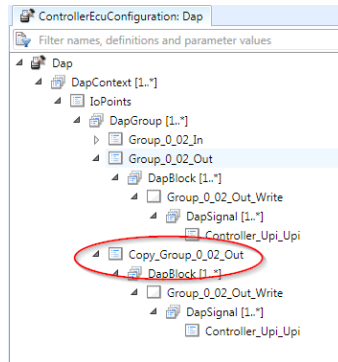 ControllerEcuConfiguration: Dap
Filter names, definitions and parameter values
Dap
DapContext [1..*]
IoPoints
DapGroup [1..*]
Group_0_02_In
Group_0_02_Out
DapBlock [1..*]
Group_0_02_Out_Write
DapSignal [1..*]
Controller_Upi_Upi
Copy_Group_0_02_Out
DapBlock [1..*]
Group_0_02_Out_Write
DapSignal [1..*]
Controller_Upi_Upi